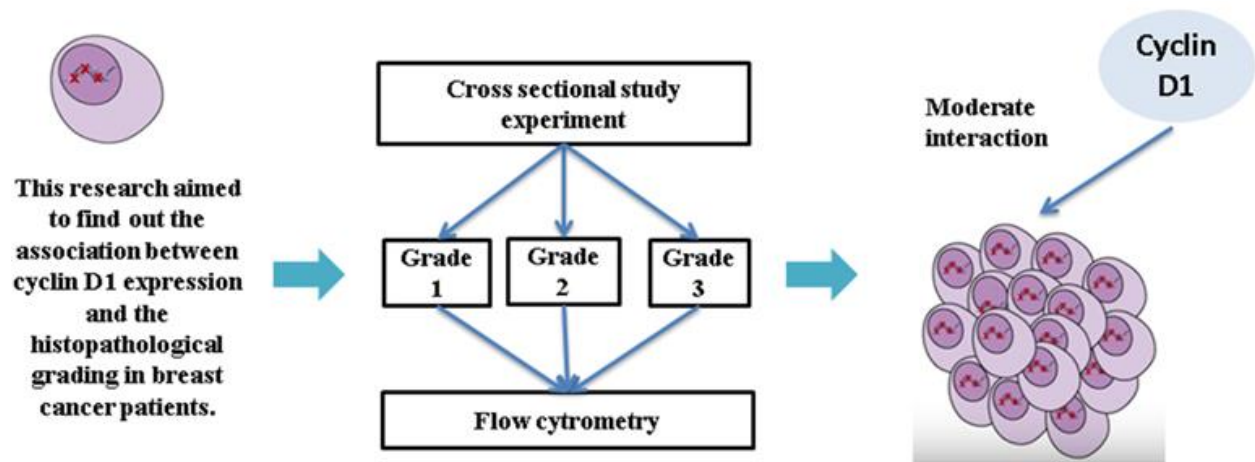 This research aimed
to find out the
association between
cyclin D1 expression
and the
histopathological
grading in breast
cancer patients.
Cross sectional study
experiment
Grade
1
Grade
2
Grade
3
Flow cytrometry
Moderate
interaction
Cyclin
D1